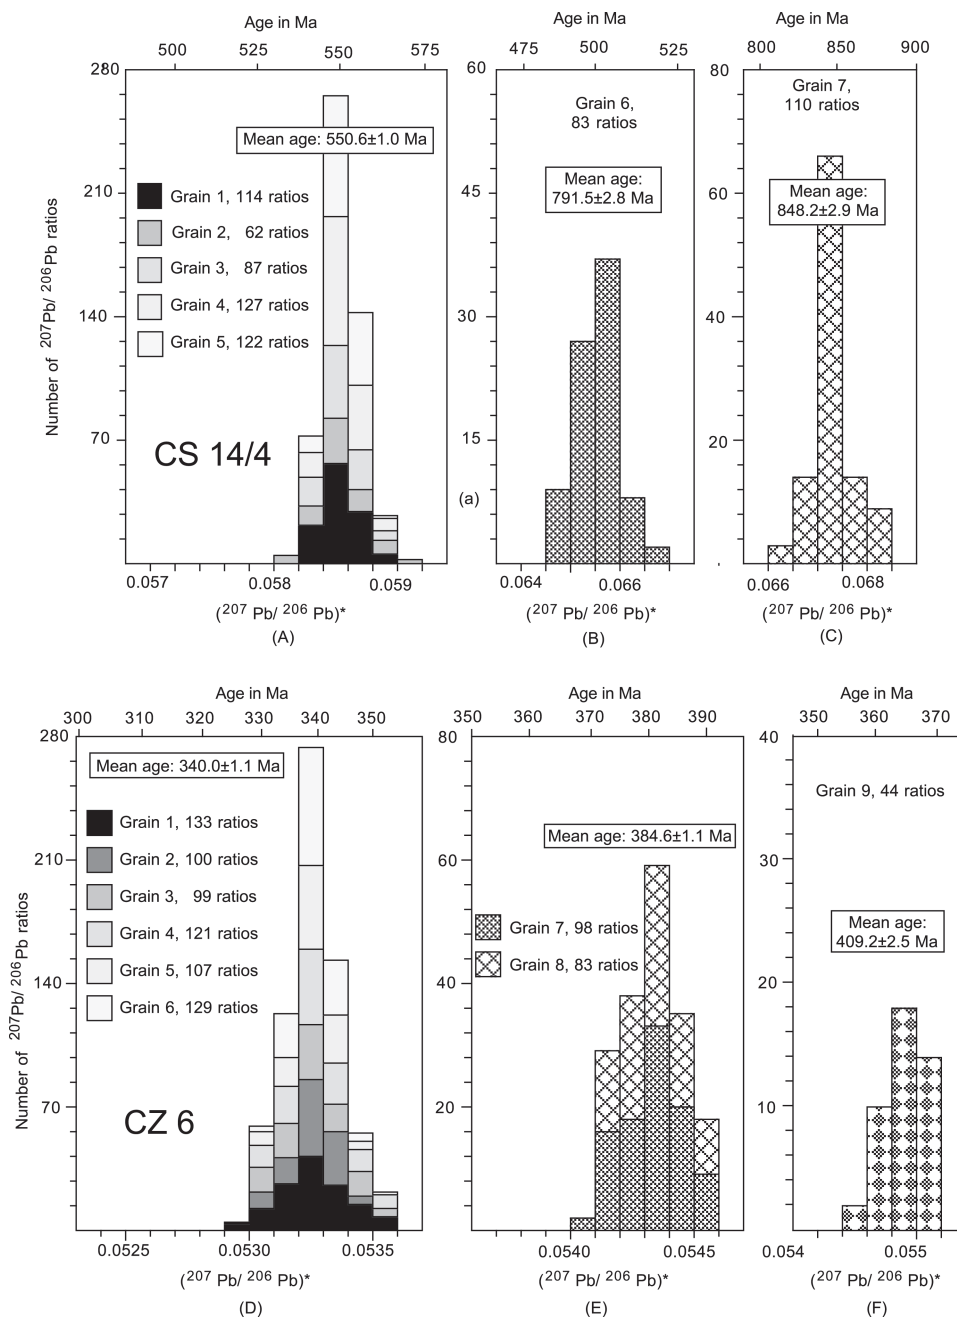 Age in Ma
500 525 550 575
280
210
140
70
Number of 207Pb/ 206Pb ratios
Mean age: 550.6±1.0 Ma
Grain 1, 114 ratios
Grain 2, 62 ratios
Grain 3, 87 ratios
Grain 4, 127 ratios
Grain 5, 122 ratios
CS 14/4
0.057 0.058 0.059
(207 Pb/ 206 Pb)*
(A)
Age in Ma
475 500 525
60
45
30
15
(a)
Grain 6,
83 ratios
Mean age:
791.5±2.8 Ma
0.064 0.066
(207 Pb/ 206 Pb)*
(B)
Age in Ma
800 850 900
80
60
40
20
Grain 7,
110 ratios
Mean age:
848.2±2.9 Ma
0.066 0.068
(207 Pb/ 206 Pb)*
(C)
Age in Ma
300 310 320 330 340 350
280
210
140
70
Number of 207Pb/ 206Pb ratios
Mean age: 340.0±1.1 Ma
Grain 1, 133 ratios
Grain 2, 100 ratios
Grain 3, 99 ratios
Grain 4, 121 ratios
Grain 5, 107 ratios
Grain 6, 129 ratios
CZ 6
0.0525 0.0530 0.0535
(207 Pb/ 206 Pb)*
(D)
Age in Ma
350 360 370 380 390
80
60
40
20
Mean age: 384.6±1.1 Ma
Grain 7, 98 ratios
Grain 8, 83 ratios
0.0540 0.0545
(207 Pb/ 206 Pb)*
(E)
Age in Ma
350 360 370
40
30
20
10
Grain 9, 44 ratios
Mean age:
409.2±2.5 Ma
0.054 0.055
(207 Pb/ 206 Pb)*
(F)